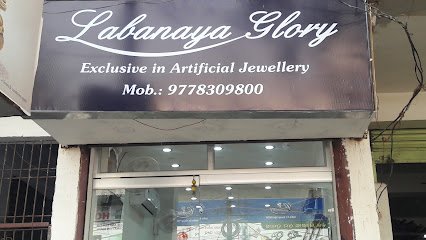 Labanaya Glory
Exclusive in Artificial Jewellery
Mob.: 9778309800